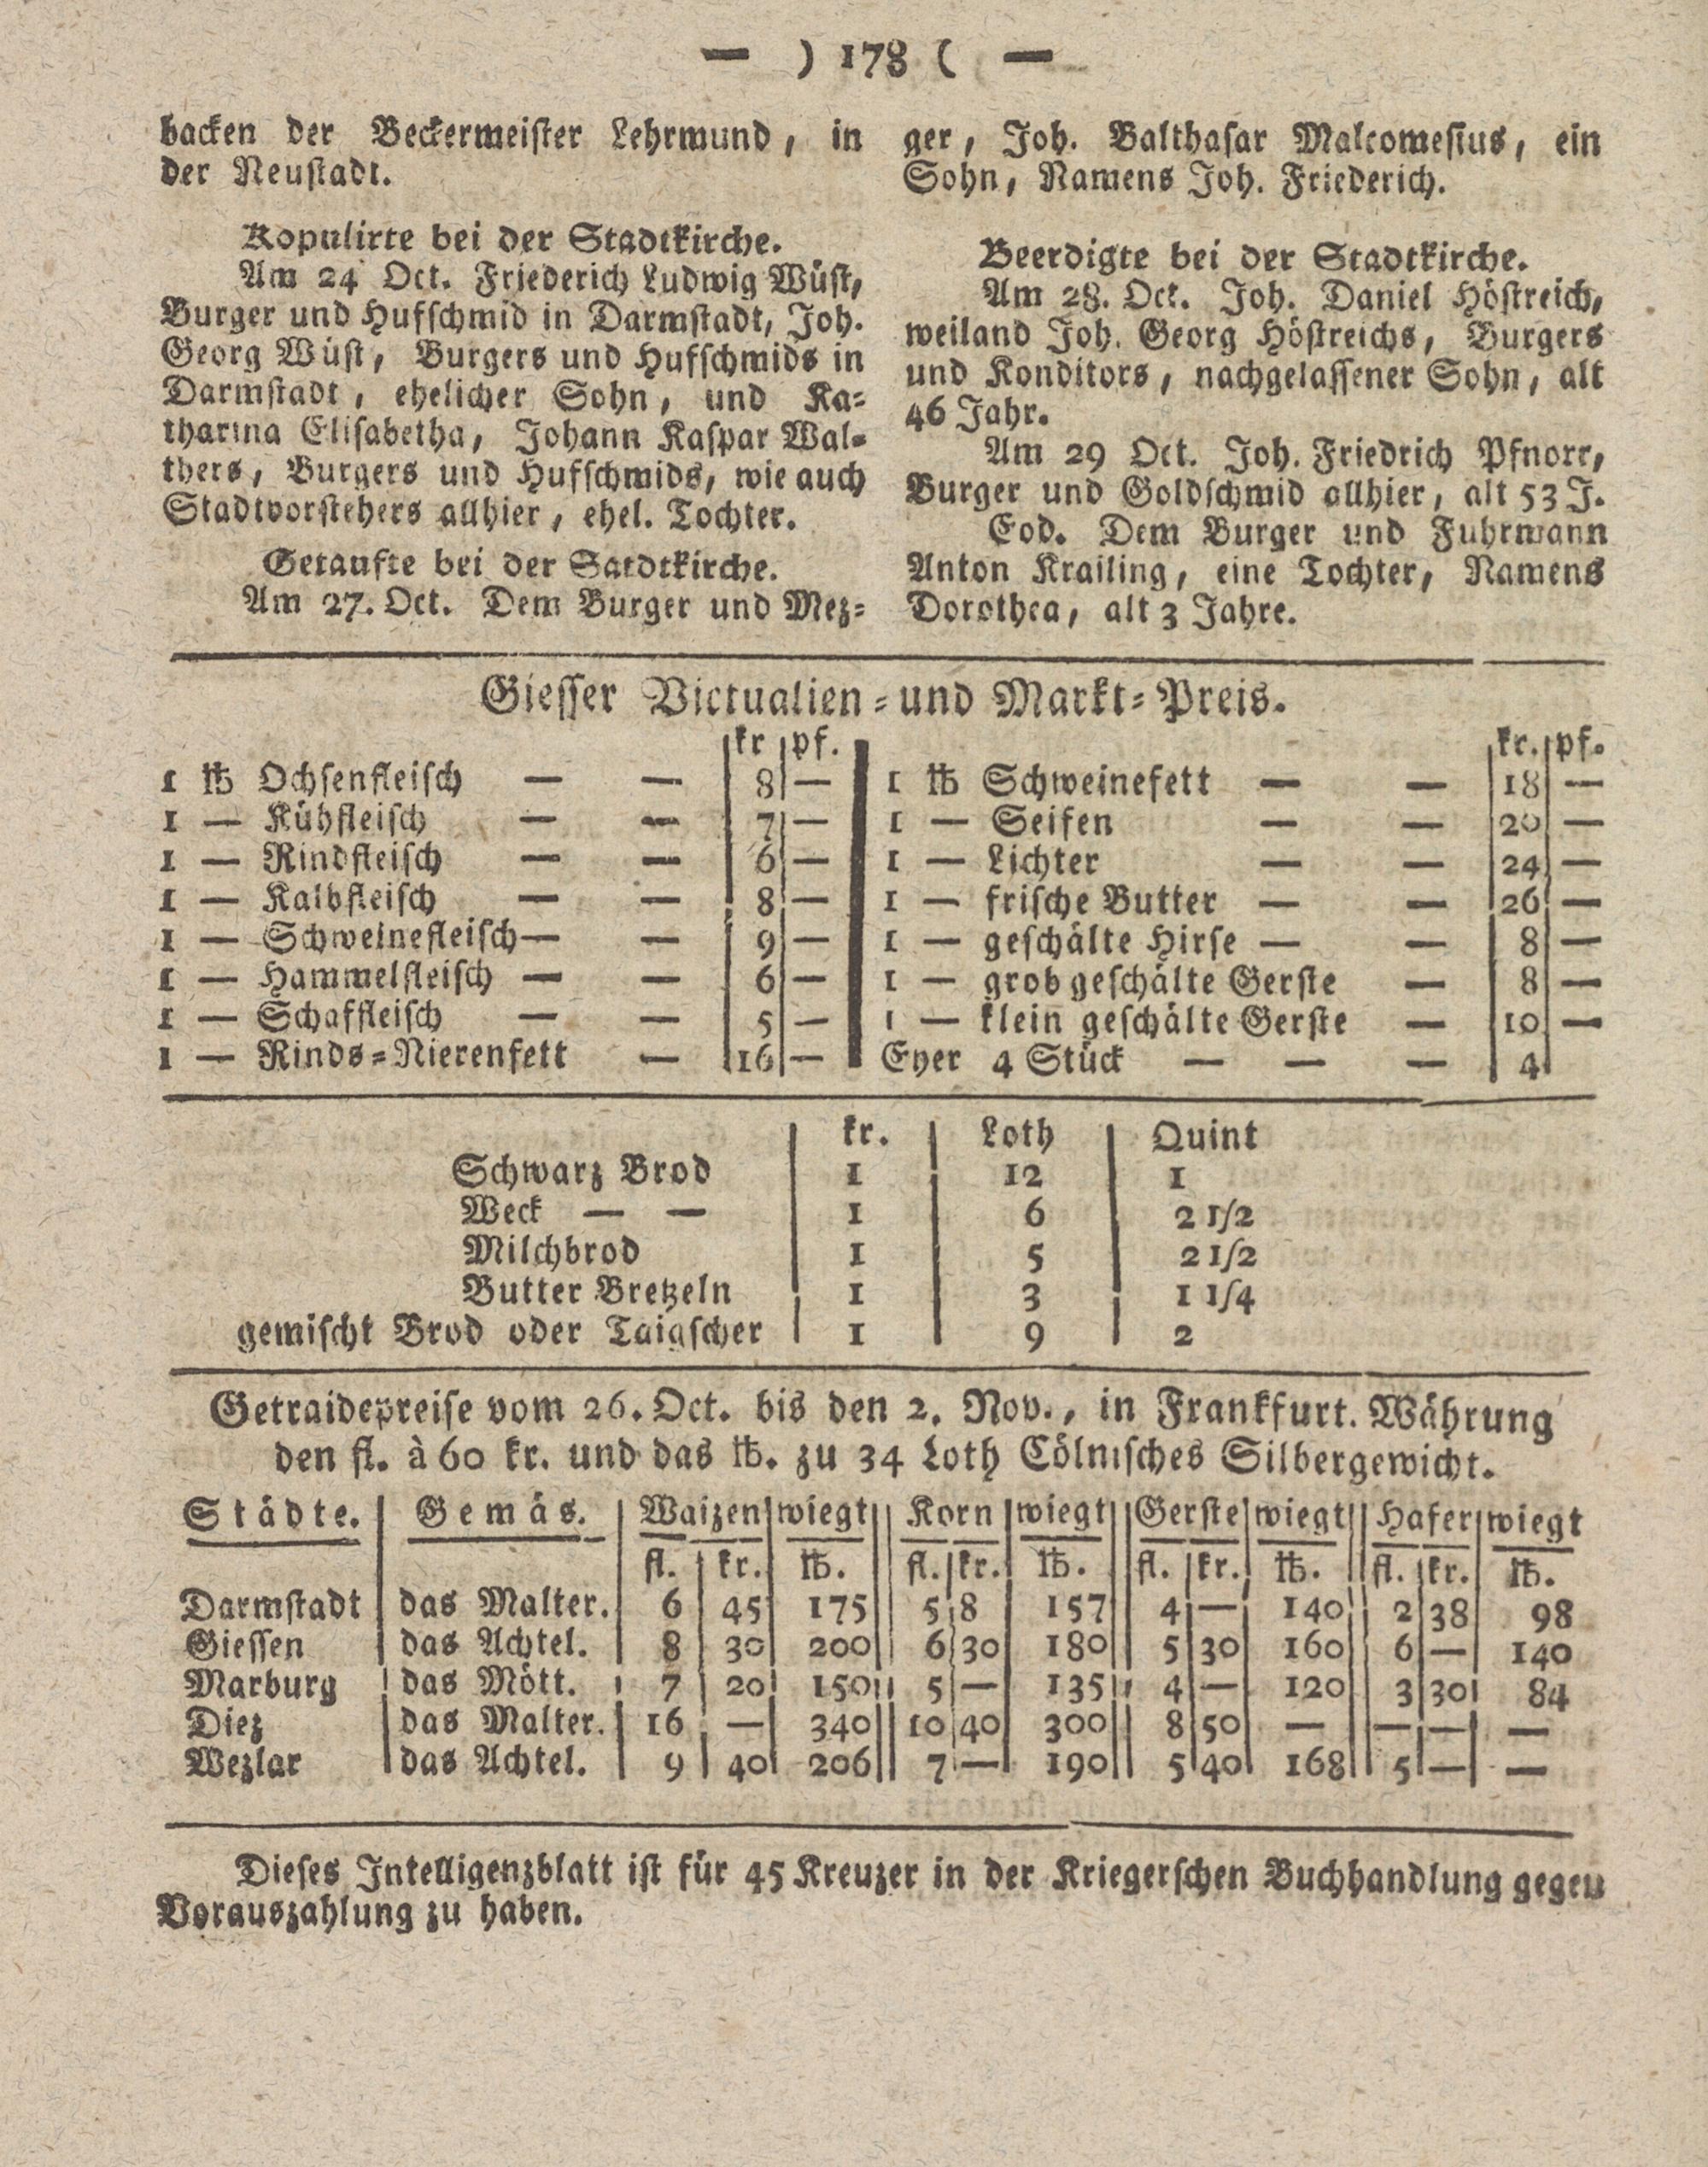 — ) 178 ( —
backen der Beckermeister Lehrmund, in
der Neustadt.
Kopulirte bei der Stadtkirche.
Am 24 Oct. Friederich Ludwig Wüst,
Burger und Hufschmid in Darmstadt, Joh.
Georg Wüst, Burgers und Hufschmids in
Darmstadt, ehelicher Sohn, und Ka-
tharina Elisabetha, Johann Kaspar Wal-
thers, Burgers und Hufschmids, wie auch
Stadtvorstehers allhier, ehel. Tochter.
Getaufte bei der Satdtkirche.
Am 27. Oct. Dem Burger und Mez-
ger, Joh. Balthasar Malcomesius, ein
Sohn, Namens Joh. Friederich.
Beerdigte bei der Stadtkirche.
Am 28. Oct. Joh. Daniel Höstreich,
weiland Joh. Georg Höstreichs, Burgers
und Konditors, nachgelassener Sohn, alt
46 Jahr.
Am 29 Oct. Joh. Friedrich Pfnorr,
Burger und Goldschmid allhier, alt 53 J.
Eod. Dem Burger und Fuhrmann
Anton Krailing, eine Tochter, Namens
Dorothea, alt 3 Jahre.
Giesser Victualien- und Markt-Preis.
kr pf.
1 ℔ Ochsenfleisch — — 8 —
1 — Kühfleisch — — 7 —
1 — Rindfleisch — — 6 —
1 — Kalbfleisch — — 8 —
1 — Schweinefleisch — — 9 —
1 — Hammelfleisch — — 6 —
1 — Schaffleisch — — 5 —
1 — Rinds-Nierenfett — 16 —
kr. pf.
1 ℔ Schweinefett — — 18 —
1 — Seifen — — 20 —
1 — Lichter — — 24 —
1 — frische Butter — — 26 —
1 — geschälte Hirse — — 8 —
1 — grob geschälte Gerste — 8 —
1 — klein geschälte Gerste — 10 —
Eyer 4 Stück — — — 4
kr. Loth Quint
Schwarz Brod 1 12 1
Weck — — 1 6 2 1/2
Milchbrod 1 5 2 1/2
Butter Bretzeln 1 3 1 1/4
gemischt Brod oder Taigscher 1 9 2
Getraidepreise vom 26. Oct. bis den 2. Nov., in Frankfurt. Währung
den fl. à 60 kr. und das ℔. zu 34 Loth Cölnisches Silbergewicht.
Städte. Gemäs. Waizen wiegt Korn wiegt Gerste wiegt Hafer wiegt
fl. kr. ℔. fl. kr. ℔. fl. kr. ℔. fl. kr. ℔.
Darmstadt das Malter. 6 45 175 5 8 157 4 — 140 2 38 98
Giessen das Achtel. 8 30 200 6 30 180 5 30 160 6 — 140
Marburg das Mött. 7 20 150 5 — 135 4 — 120 3 30 84
Diez das Malter. 16 — 340 10 40 300 8 50 — — — —
Wezlar das Achtel. 9 40 206 7 — 190 5 40 168 5 — —
Dieses Intelligenzblatt ist für 45 Kreuzer in der Kriegerschen Buchhandlung gegen
Vorauszahlung zu haben.